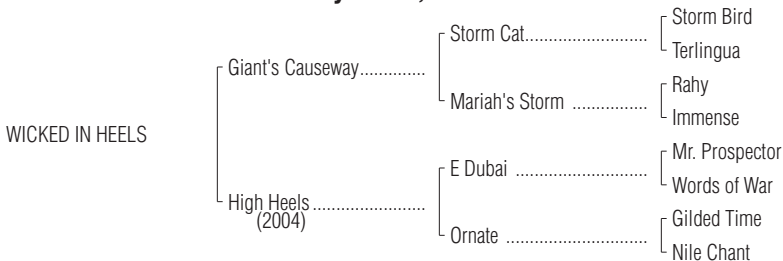 Storm Bird
Storm Cat..............................
Terlingua
Giant's Causeway..............
Rahy
Mariah's Storm ..................
Immense
WICKED IN HEELS
Mr. Prospector
E Dubai ................................
Words of War
High Heels ...........................
(2004)
Gilded Time
Ornate ..................................
Nile Chant